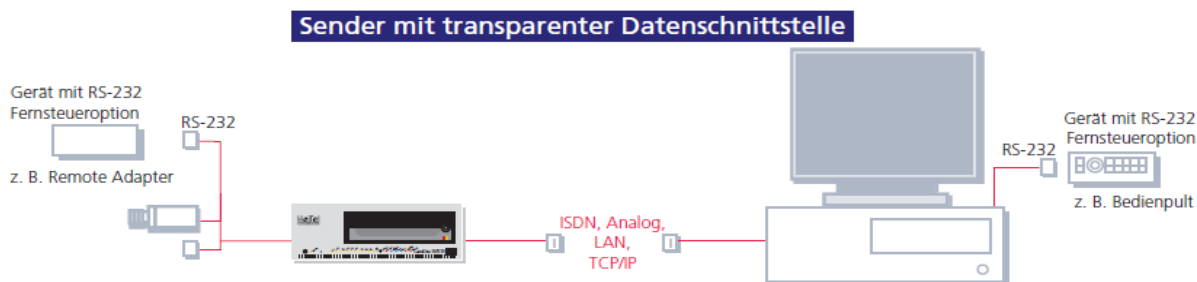 Sender mit transparenter Datenschnittstelle
Gerät mit RS-232
Fernsteueroption
RS-232
z. B. Remote Adapter
ISDN, Analog,
LAN,
TCP/IP
Gerät mit RS-232
Fernsteueroption
RS-232
z. B. Bedienpult